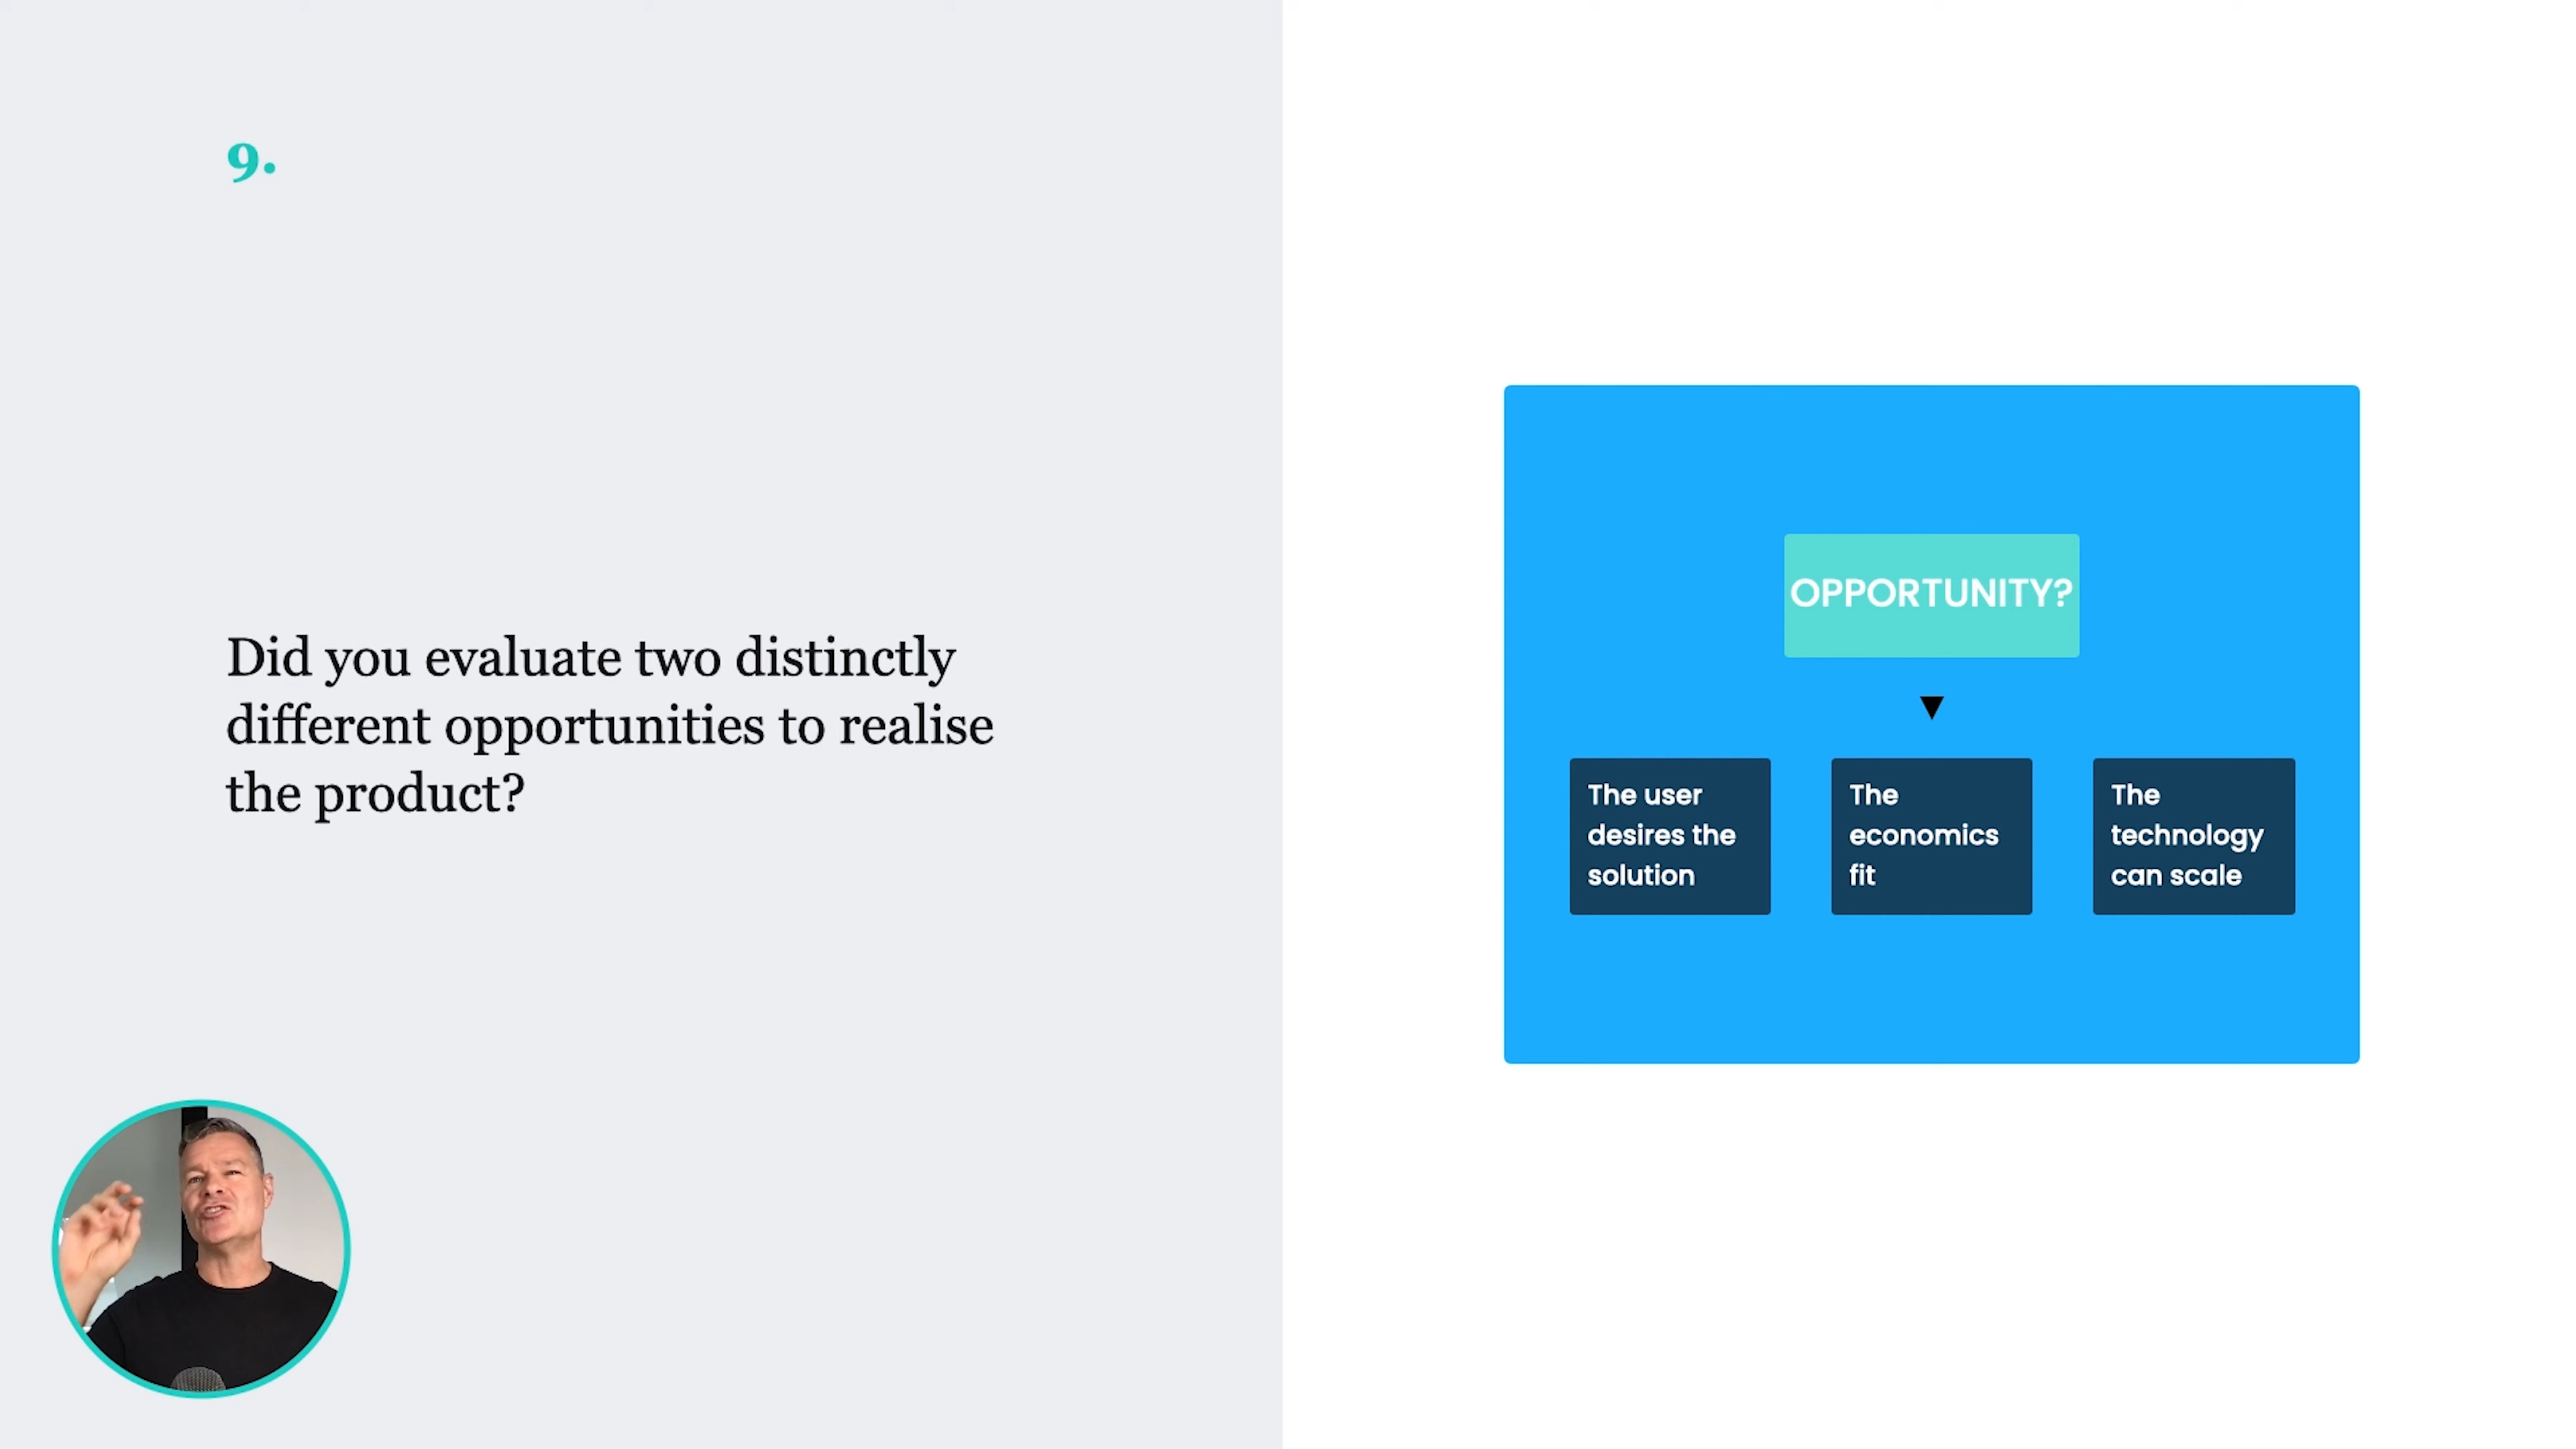 9.
Did you evaluate two distinctly
different opportunities to realise
the product?
OPPORTUNITY?
The user
desires the
solution
The
economics
fit
The
technology
can scale